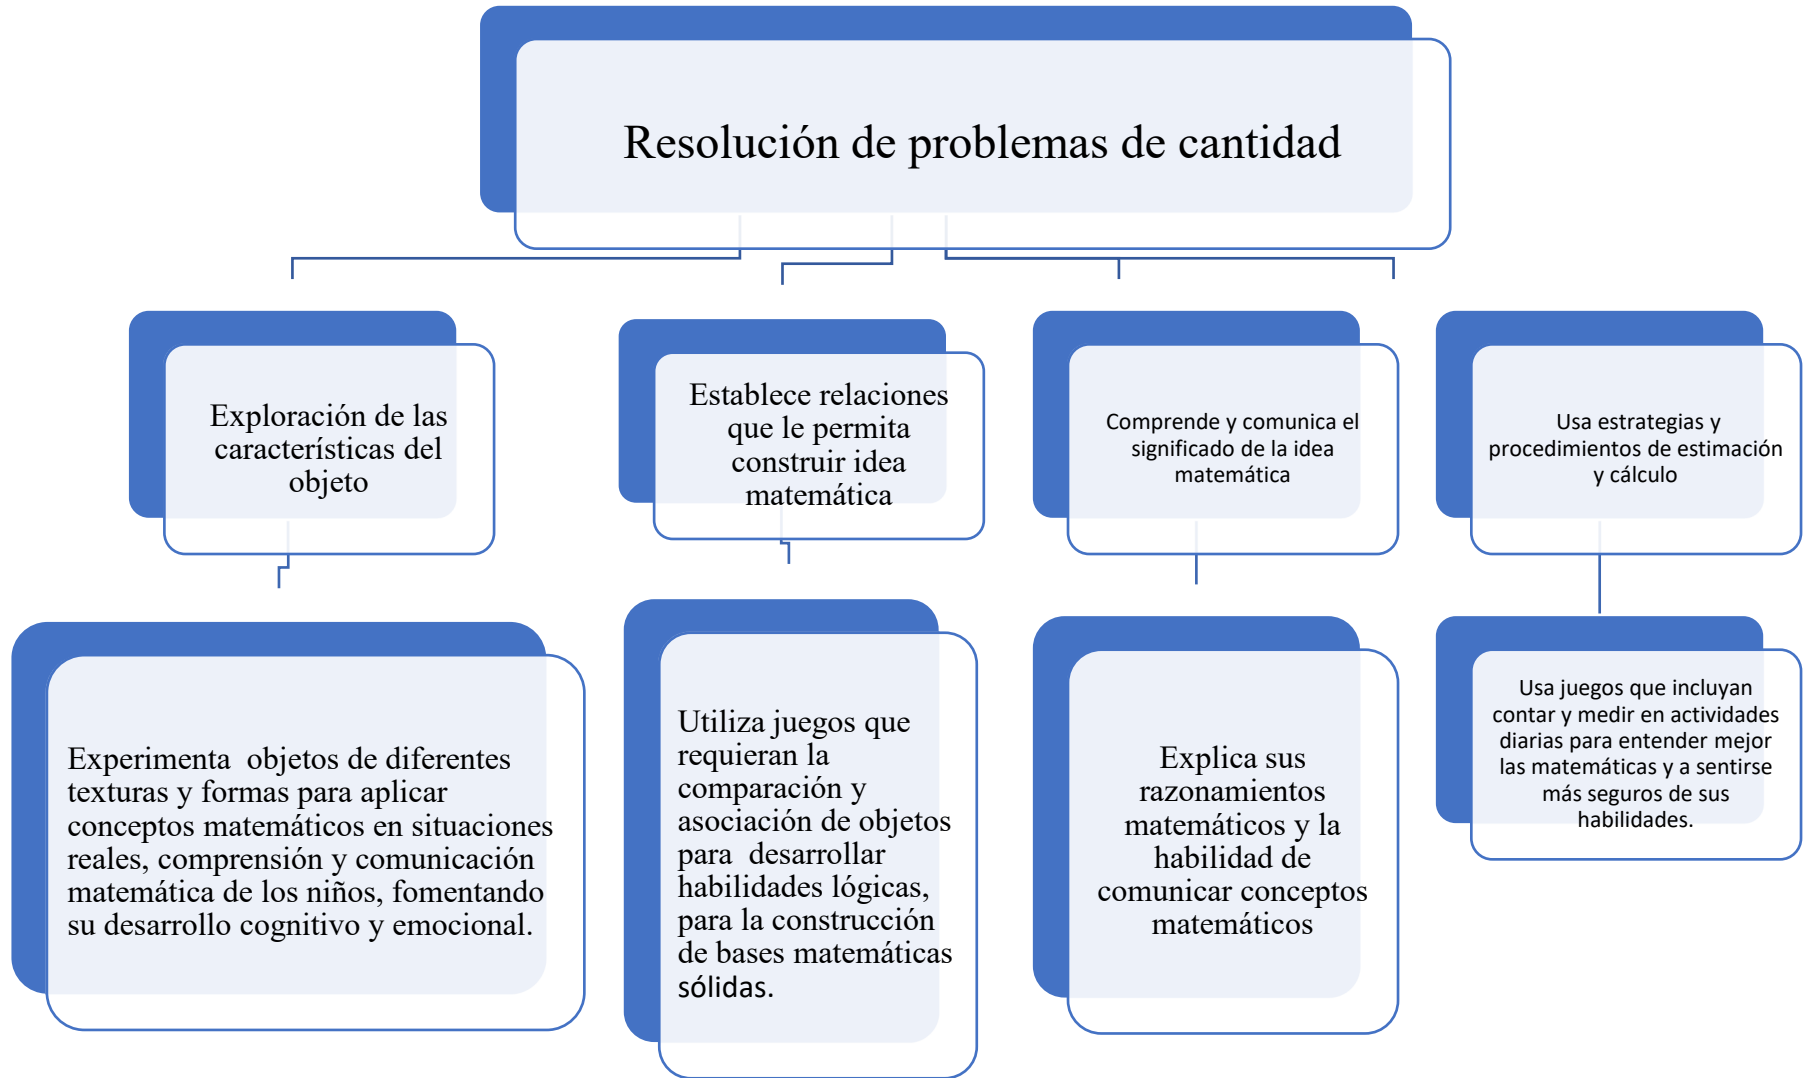 Resolución de problemas de cantidad
Exploración de las
características del
objeto
Establece relaciones
que le permita
construir idea
matemática
Comprende y comunica el
significado de la idea
matemática
Usa estrategias y
procedimientos de estimación
y cálculo
Experimenta  objetos de diferentes
texturas y formas para aplicar
conceptos matemáticos en situaciones
reales, comprensión y comunicación
matemática de los niños, fomentando
su desarrollo cognitivo y emocional.
Utiliza juegos que
requieran la
comparación y
asociación de objetos
para  desarrollar
habilidades lógicas,
para la construcción
de bases matemáticas
sólidas.
Explica sus
razonamientos
matemáticos y la
habilidad de
comunicar conceptos
matemáticos
Usa juegos que incluyan
contar y medir en actividades
diarias para entender mejor
las matemáticas y a sentirse
más seguros de sus
habilidades.